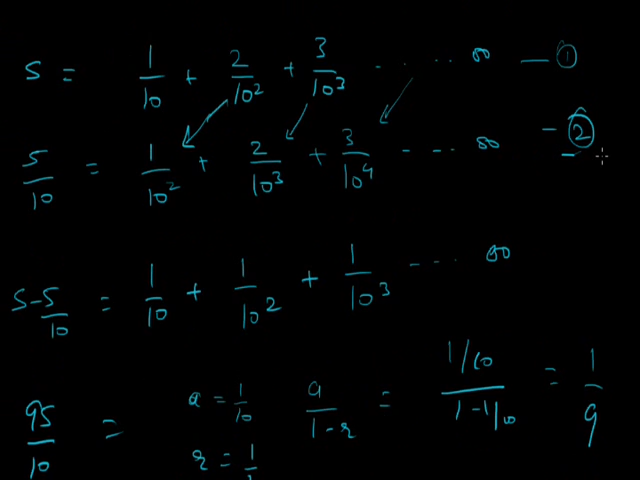 S = 1/10 + 2/10² + 3/10³ ------ ∞ — ①
S/10 = 1/10² + 2/10³ + 3/10⁴ ------ ∞ - ②
S - S/10 = 1/10 + 1/10² + 1/10³ ------ ∞
9S/10 = a = 1/10 a/1-r = 1/10/1-1/10 = 1/9
r = 1/